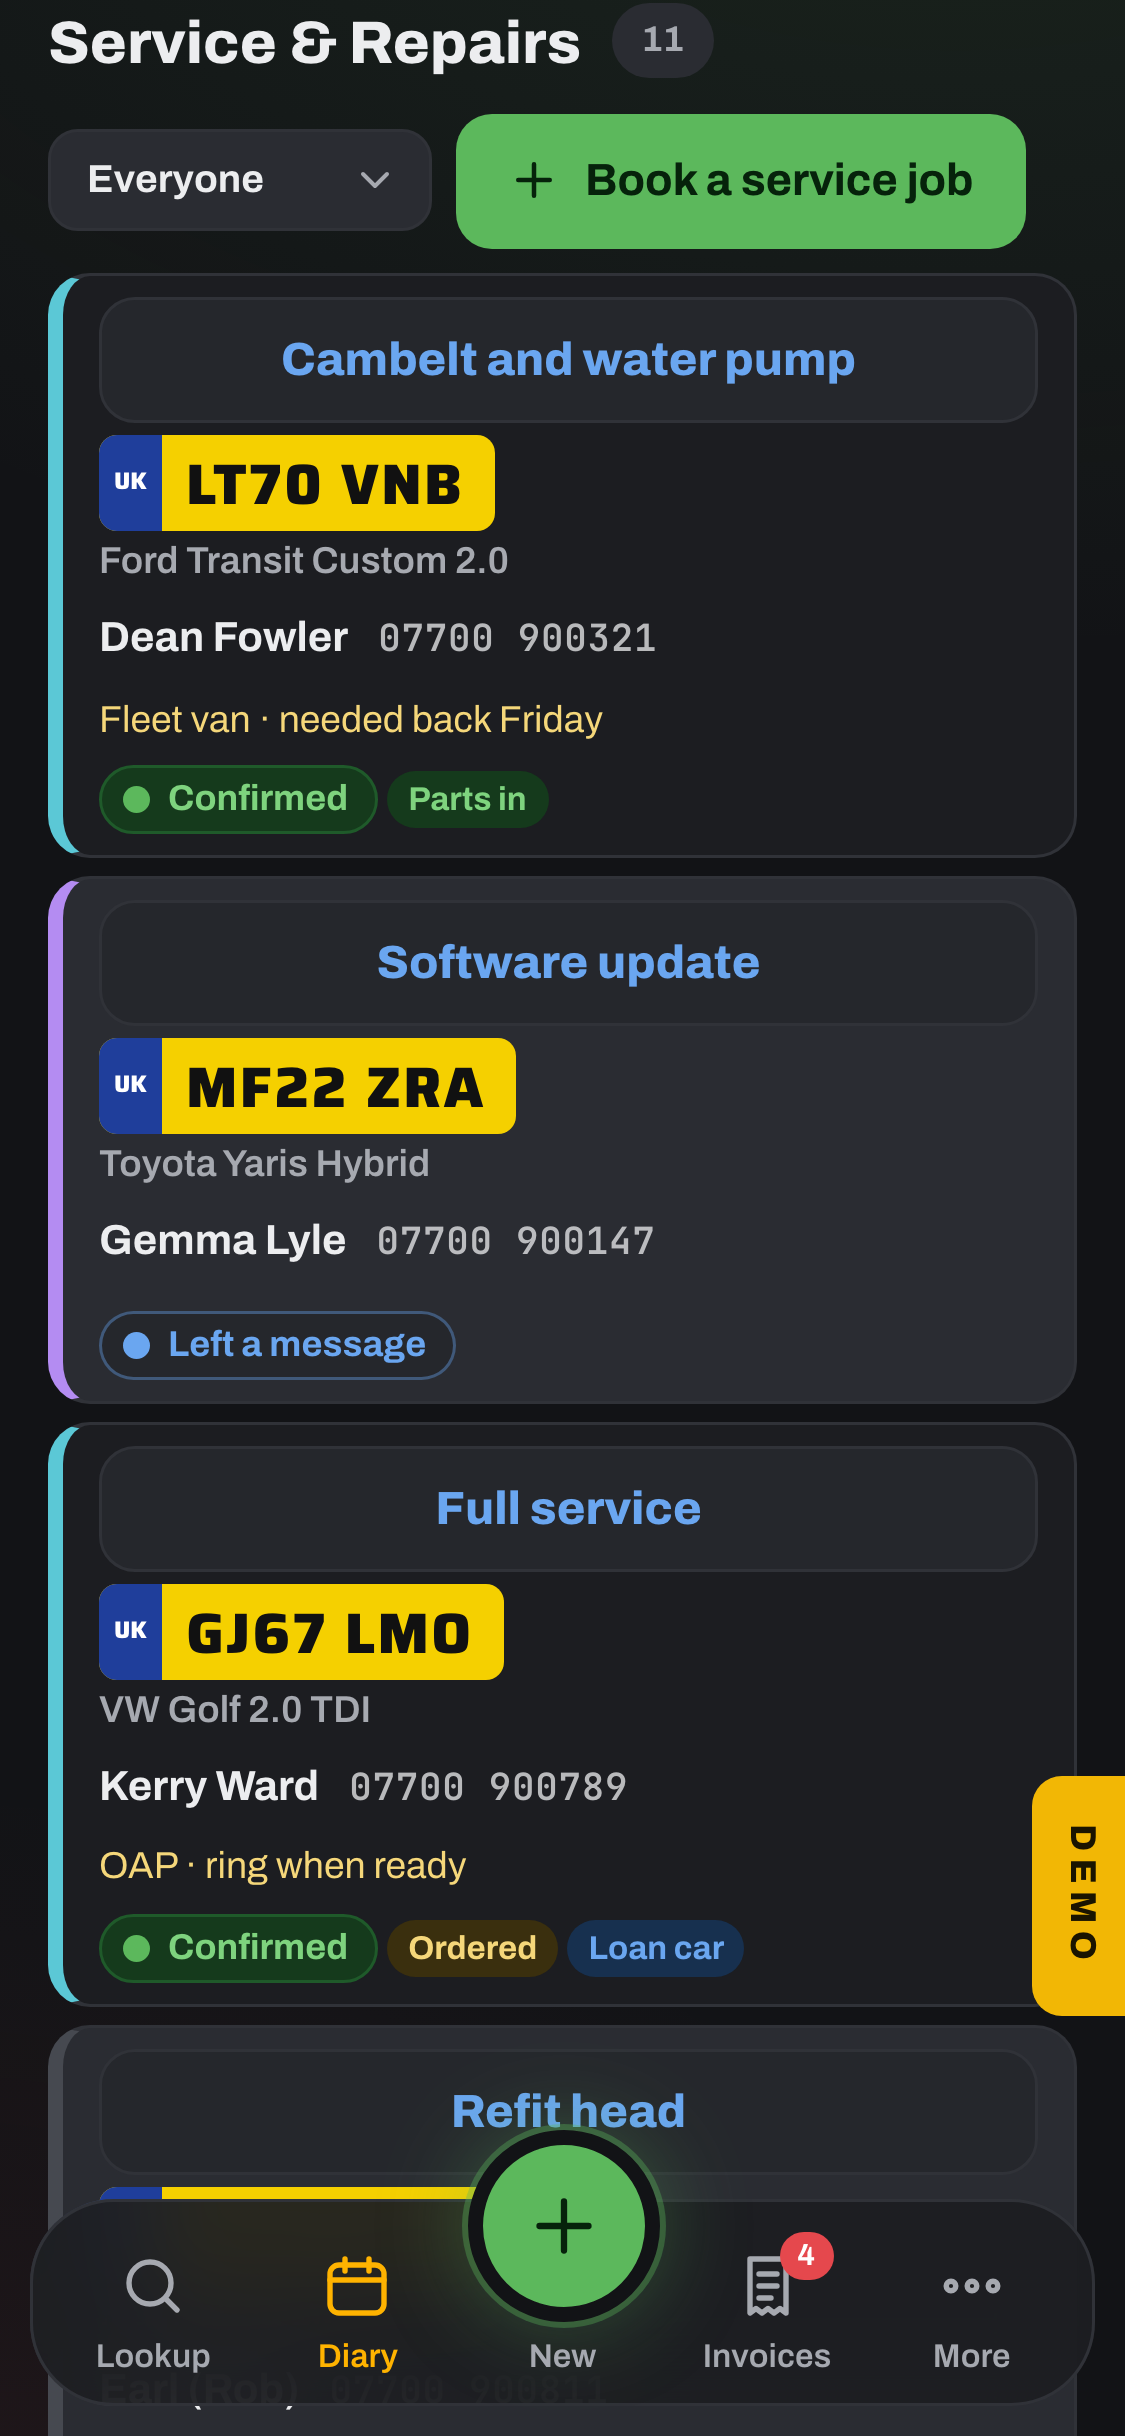 Service & Repairs 11
Everyone
Book a service job
Cambelt and water pump
UK LT70 VNB
Ford Transit Custom 2.0
Dean Fowler 07700 900321
Fleet van · needed back Friday
Confirmed Parts in
Software update
UK MF22 ZRA
Toyota Yaris Hybrid
Gemma Lyle 07700 900147
Left a message
Full service
UK GJ67 LMO
VW Golf 2.0 TDI
Kerry Ward 07700 900789
OAP · ring when ready
Confirmed Ordered Loan car
DEMO
Refit head
4
Lookup Diary New Invoices More
Earl (Rob) 07700 900811